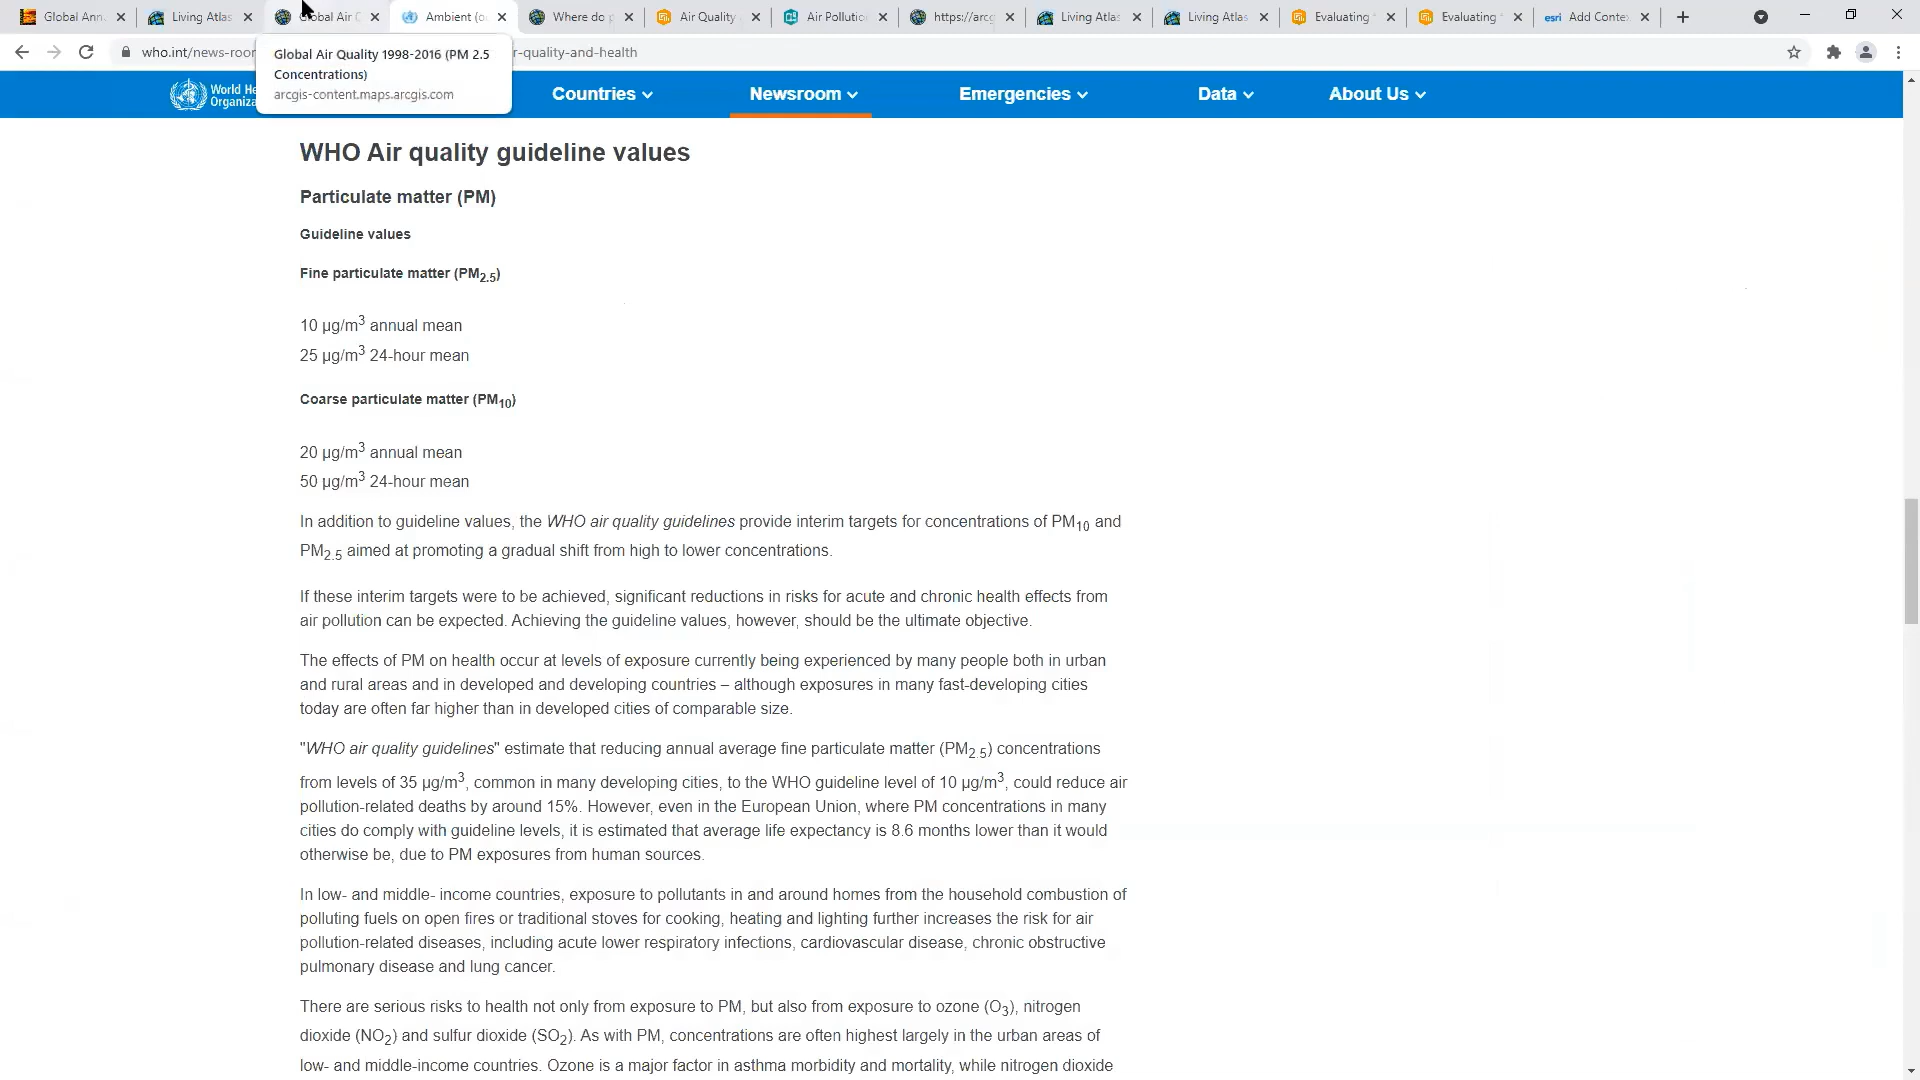 Global Ann
Living Atlas
Global Air C
Ambient (o
Where do
Air Quality
Air Pollutio
https://arcg
Living Atlas
Living Atlas
Evaluating
Evaluating
esri Add Conte
who.int/news-roor
r-quality-and-health
Global Air Quality 1998-2016 (PM 2.5
Concentrations)
arcgis-content.maps.arcgis.com
World He
Organiza
Countries
Newsroom
Emergencies
Data
About Us
WHO Air quality guideline values
Particulate matter (PM)
Guideline values
Fine particulate matter (PM2.5)
10 μg/m3 annual mean
25 μg/m3 24-hour mean
Coarse particulate matter (PM10)
20 μg/m3 annual mean
50 μg/m3 24-hour mean
In addition to guideline values, the WHO air quality guidelines provide interim targets for concentrations of PM10 and
PM2.5 aimed at promoting a gradual shift from high to lower concentrations.
If these interim targets were to be achieved, significant reductions in risks for acute and chronic health effects from
air pollution can be expected. Achieving the guideline values, however, should be the ultimate objective.
The effects of PM on health occur at levels of exposure currently being experienced by many people both in urban
and rural areas and in developed and developing countries – although exposures in many fast-developing cities
today are often far higher than in developed cities of comparable size.
"WHO air quality guidelines" estimate that reducing annual average fine particulate matter (PM2.5) concentrations
from levels of 35 μg/m3, common in many developing cities, to the WHO guideline level of 10 μg/m3, could reduce air
pollution-related deaths by around 15%. However, even in the European Union, where PM concentrations in many
cities do comply with guideline levels, it is estimated that average life expectancy is 8.6 months lower than it would
otherwise be, due to PM exposures from human sources.
In low- and middle- income countries, exposure to pollutants in and around homes from the household combustion of
polluting fuels on open fires or traditional stoves for cooking, heating and lighting further increases the risk for air
pollution-related diseases, including acute lower respiratory infections, cardiovascular disease, chronic obstructive
pulmonary disease and lung cancer.
There are serious risks to health not only from exposure to PM, but also from exposure to ozone (O3), nitrogen
dioxide (NO2) and sulfur dioxide (SO2). As with PM, concentrations are often highest largely in the urban areas of
low- and middle-income countries. Ozone is a major factor in asthma morbidity and mortality, while nitrogen dioxide